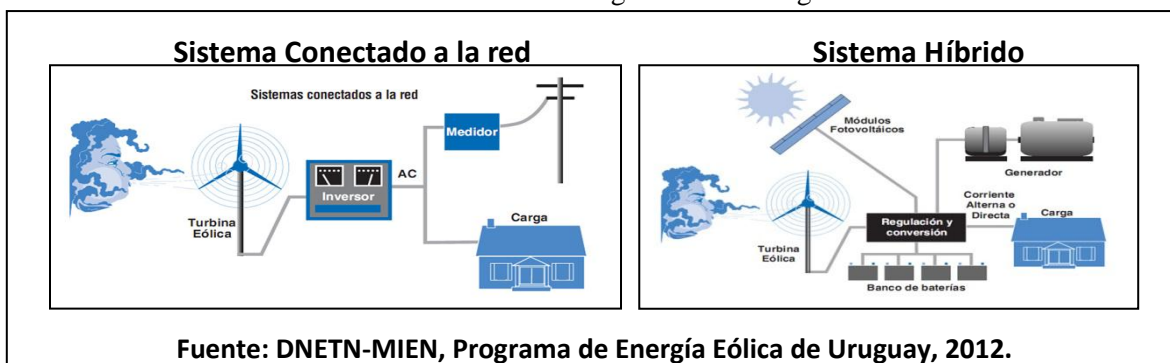 Sistema Conectado a la red
Sistemas conectados a la red
Medidor
AC
Inversor
Turbina
Eólica
Carga
Sistema Híbrido
Módulos
Fotovoltáicos
Generador
Corriente
Alterna o
Directa
Carga
Regulación y
conversión
Turbina
Eólica
Banco de baterías
Fuente: DNETN-MIEN, Programa de Energía Eólica de Uruguay, 2012.